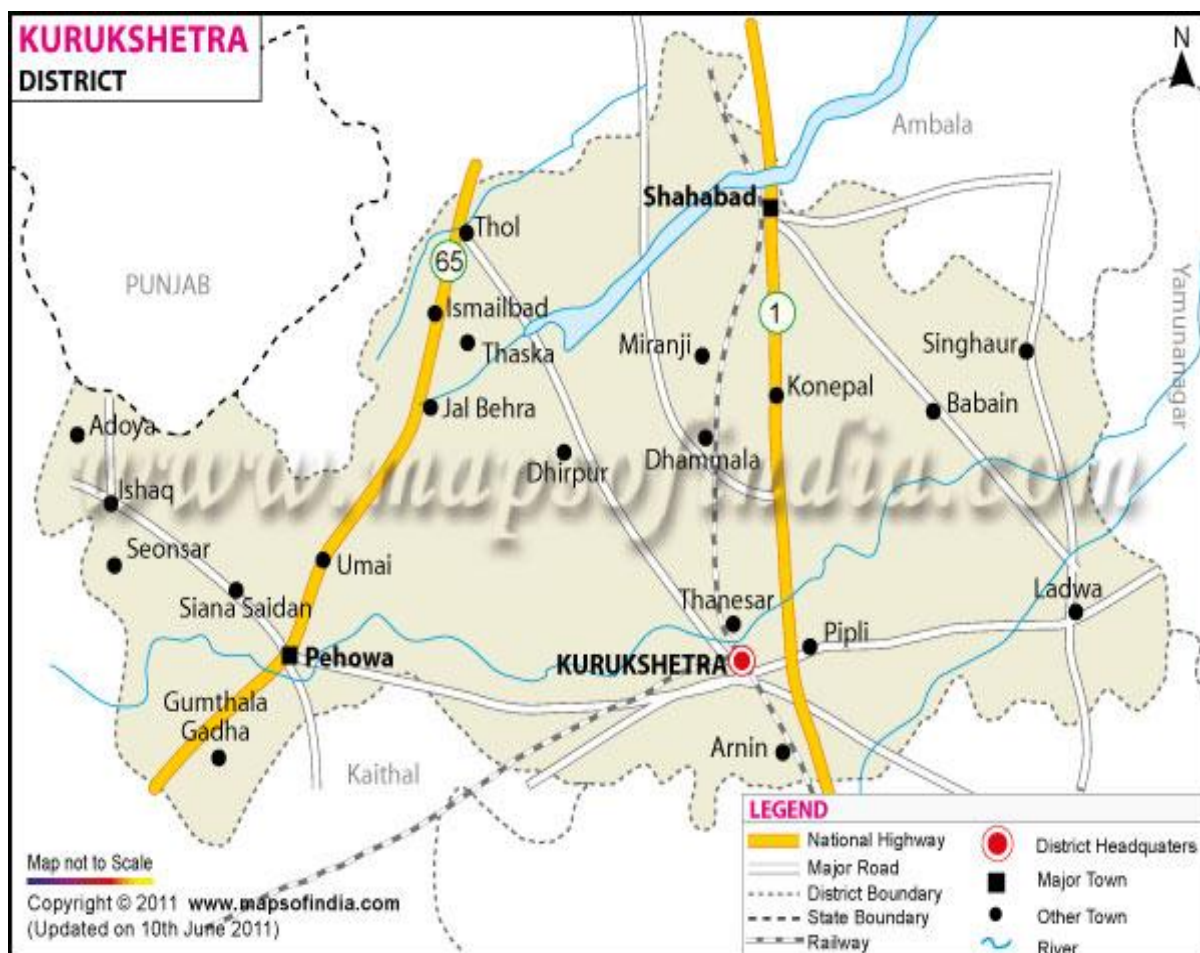 KURUKSHETRA
DISTRICT
N
Ambala
Shahabad
Thol
65
PUNJAB
Ismailbad
1
Yamunanagar
Thaska
Miranji
Singhaur
Konepal
Jal Behra
Babain
Adoya
Dhirpur
Dhammala
www.mapsofindia.com
Ishaq
Seonsar
Umai
Siana Saidan
Thanesar
Ladwa
Pipli
Pehowa
KURUKSHETRA
Gumthala
Gadha
Arnin
Kaithal
LEGEND
National Highway
District Headquaters
Major Road
Major Town
District Boundary
State Boundary
Other Town
Railway
River
Map not to Scale
Copyright © 2011 www.mapsofindia.com
(Updated on 10th June 2011)